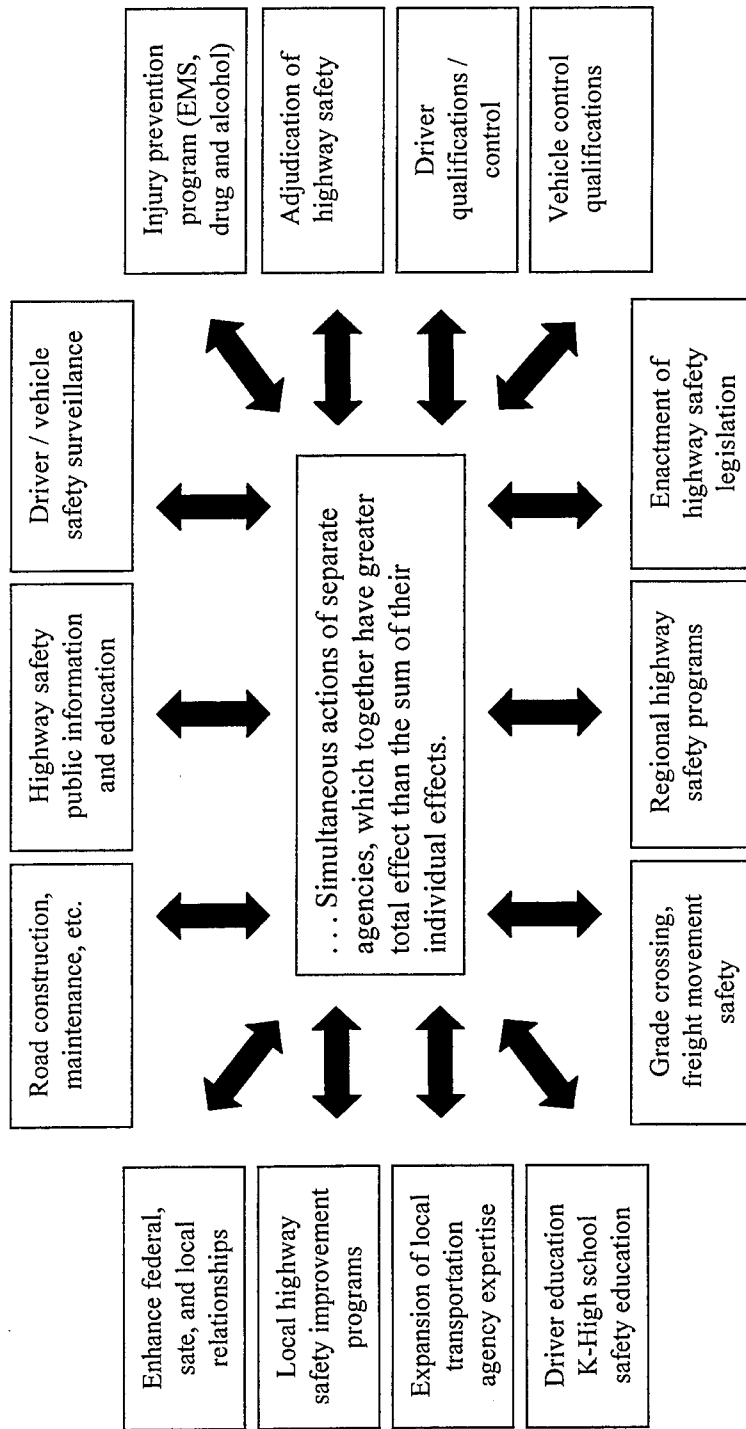 Road construction,
maintenance, etc.
Highway safety
public information
and education
Driver / vehicle
safety surveillance
Enhance federal,
sate, and local
relationships
Local highway
safety improvement
programs
Expansion of local
transportation
agency expertise
Driver education
K-High school
safety education
. . . Simultaneous actions of separate
agencies, which together have greater
total effect than the sum of their
individual effects.
Injury prevention
program (EMS,
drug and alcohol)
Adjudication of
highway safety
Driver
qualifications /
control
Vehicle control
qualifications
Grade crossing,
freight movement
safety
Regional highway
safety programs
Enactment of
highway safety
legislation